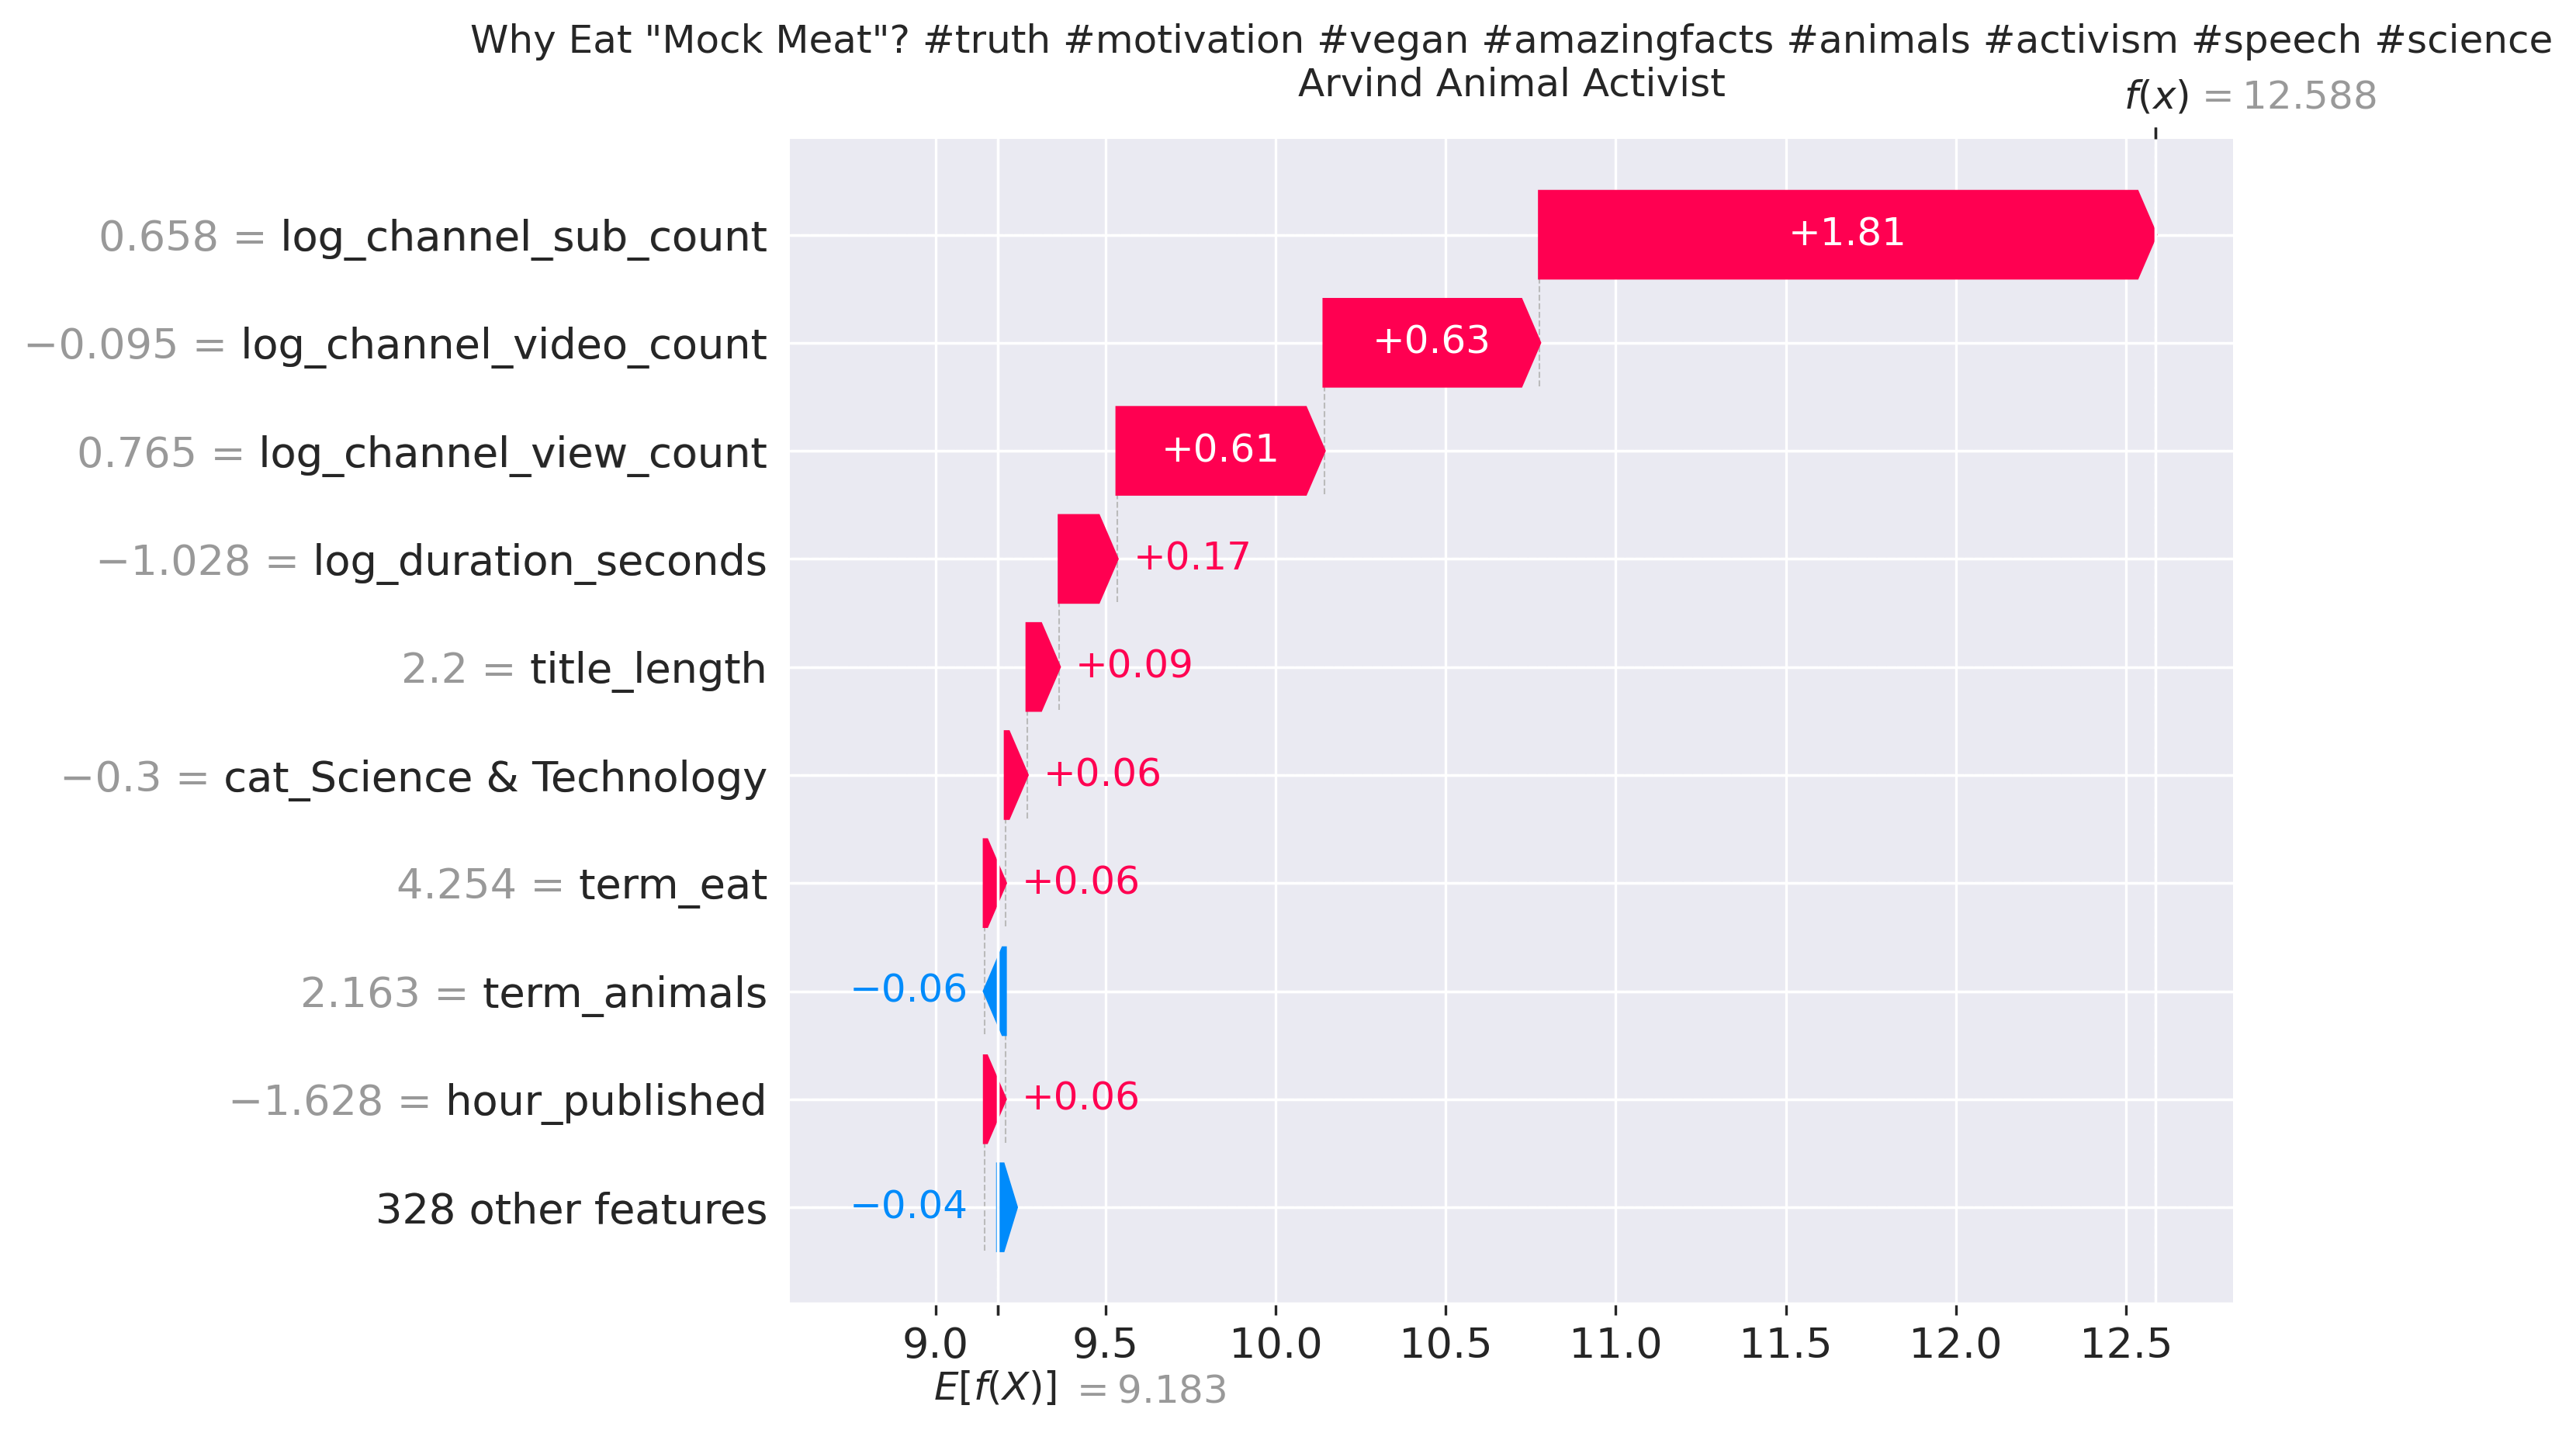 Why Eat "Mock Meat"? #truth #motivation #vegan #amazingfacts #animals #activism #speech #science
Arvind Animal Activist
f(x) = 12.588
0.658 = log_channel_sub_count
+1.81
−0.095 = log_channel_video_count
+0.63
0.765 = log_channel_view_count
+0.61
−1.028 = log_duration_seconds
+0.17
2.2 = title_length
+0.09
−0.3 = cat_Science & Technology
+0.06
4.254 = term_eat
+0.06
2.163 = term_animals
−0.06
−1.628 = hour_published
+0.06
328 other features
−0.04
9.0 9.5 10.0 10.5 11.0 11.5 12.0 12.5
E[f(X)] = 9.183